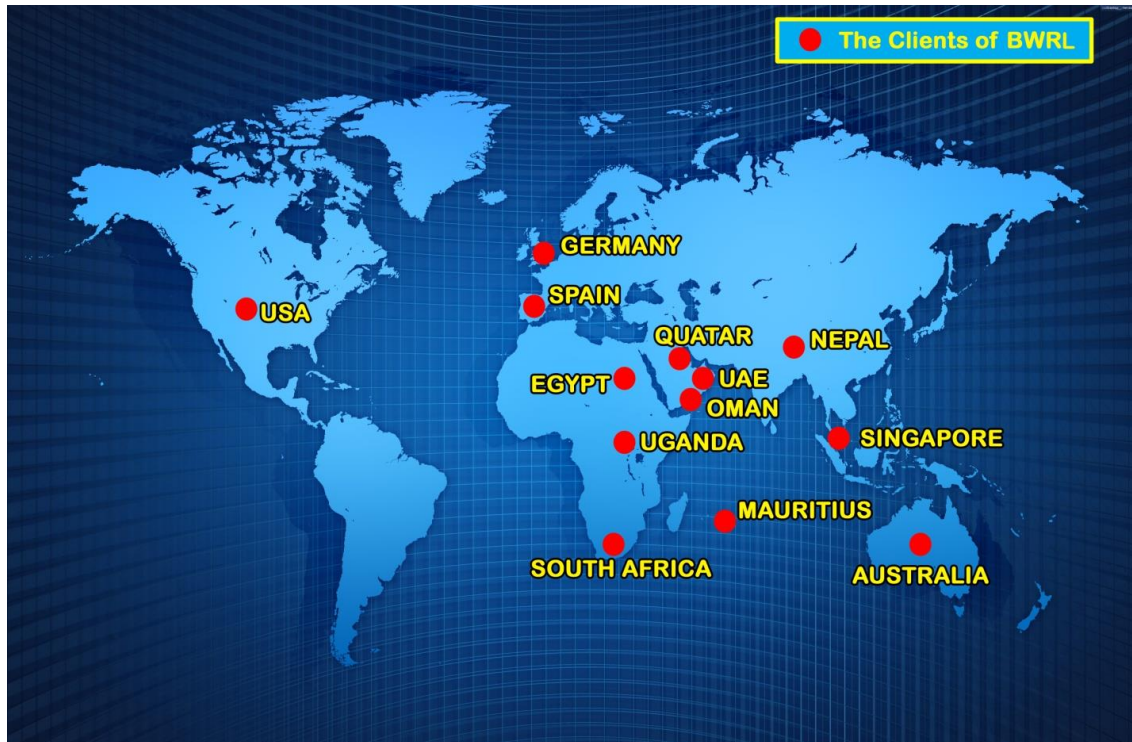 The Clients of BWRL
GERMANY
SPAIN
USA
QUATAR
NEPAL
EGYPT
UAE
OMAN
UGANDA
SINGAPORE
MAURITIUS
SOUTH AFRICA
AUSTRALIA